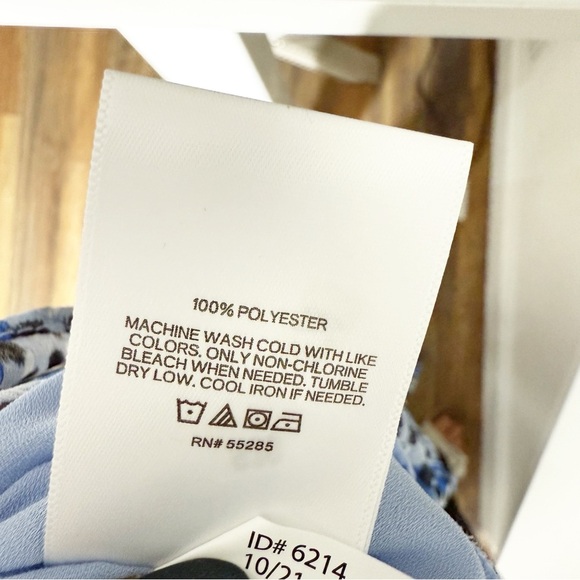 100% POLYESTER
MACHINE WASH COLD WITH LIKE
COLORS. ONLY NON-CHLORINE
BLEACH WHEN NEEDED. TUMBLE
DRY LOW. COOL IRON IF NEEDED.
RN# 55285
ID# 6214
10/21